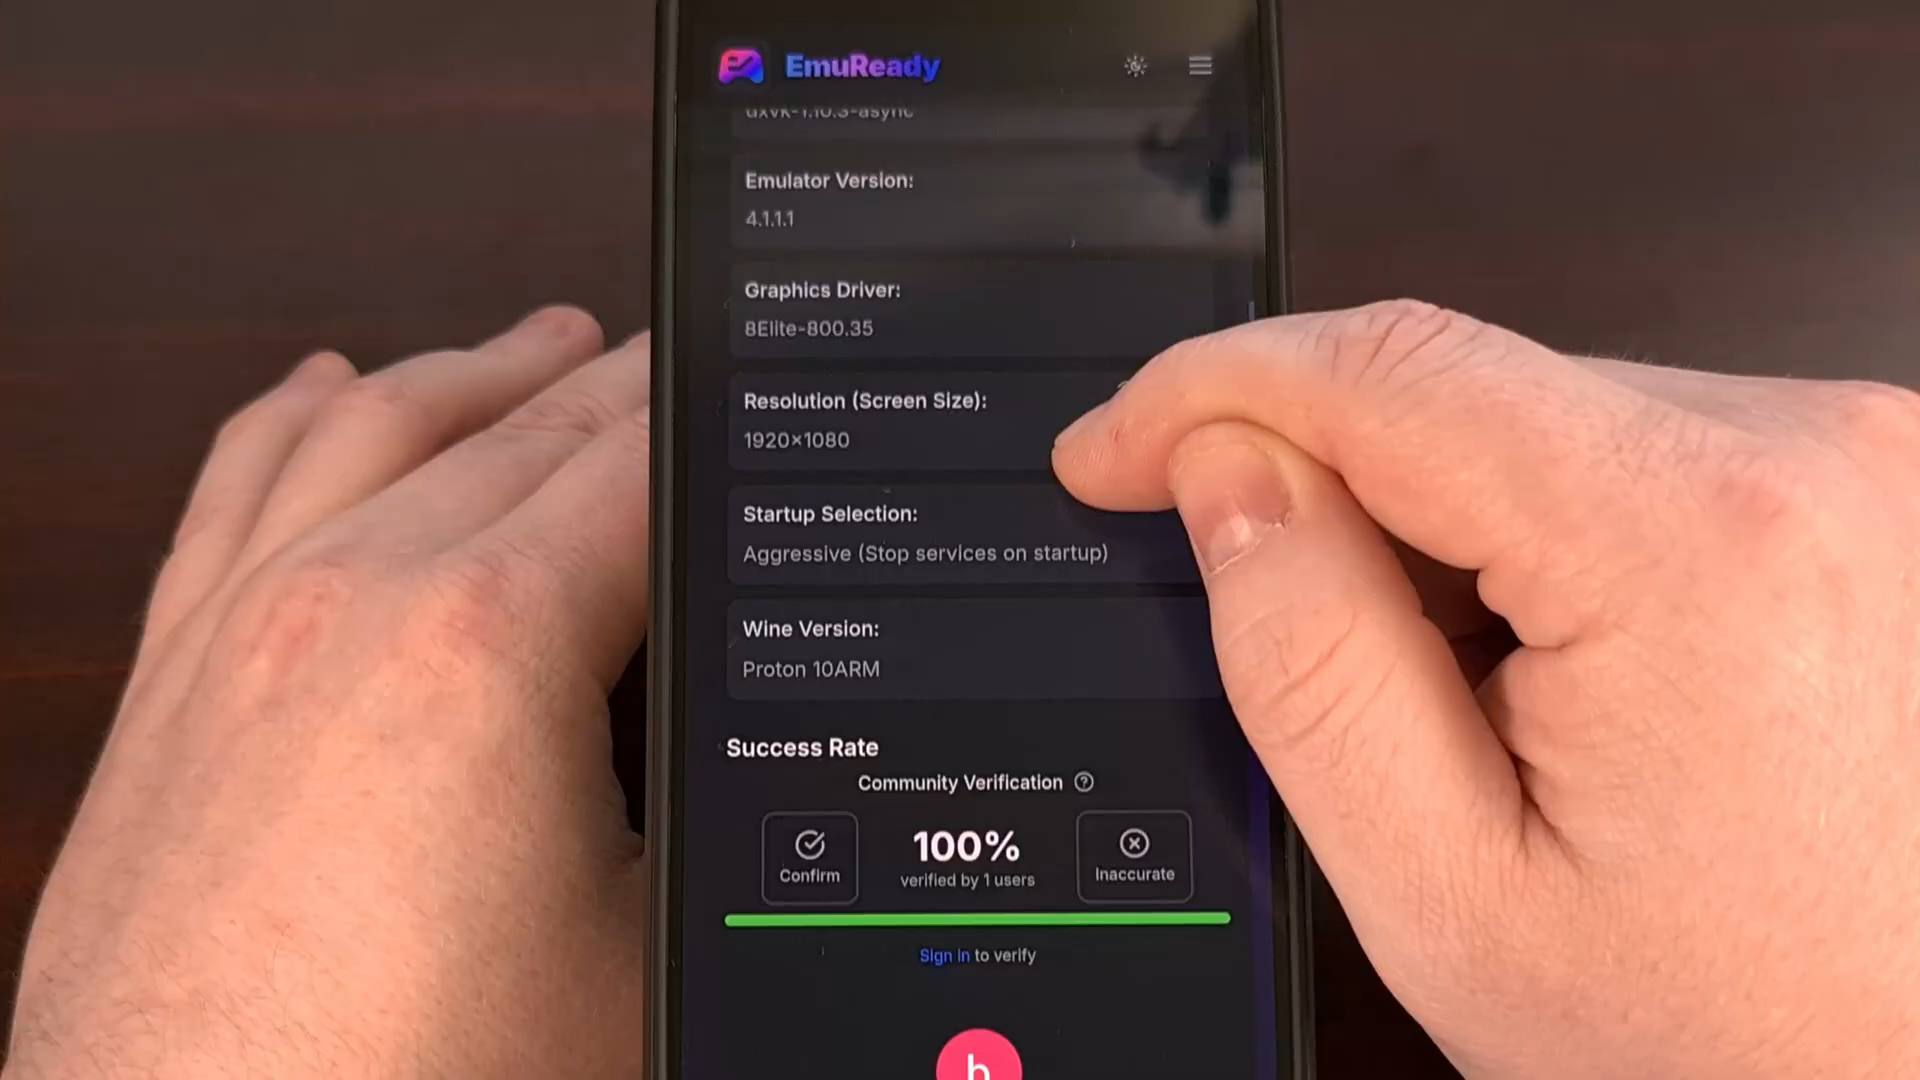 EmuReady
dxvk-1.10.3-async
Emulator Version:
4.1.1.1
Graphics Driver:
8Elite-800.35
Resolution (Screen Size):
1920×1080
Startup Selection:
Aggressive (Stop services on startup)
Wine Version:
Proton 10ARM
Success Rate
Community Verification
Confirm
100%
verified by 1 users
Inaccurate
Sign in to verify
h